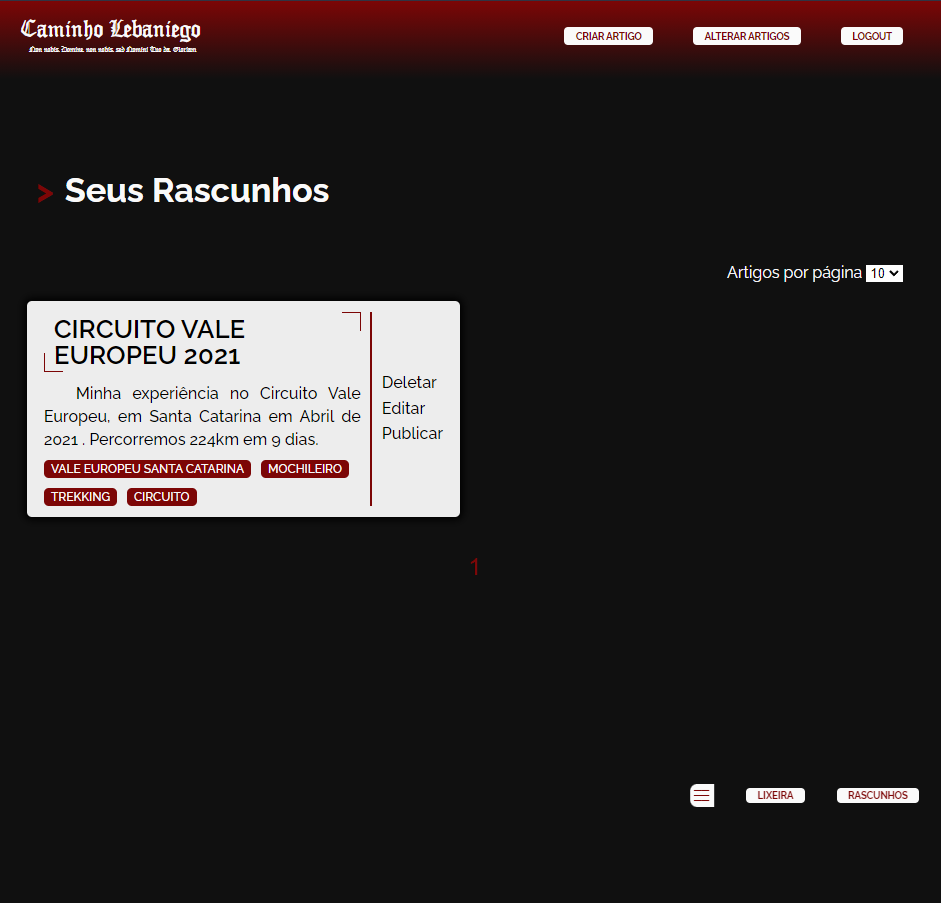 Caminho Lebaniego
Non nobis, Domine, non nobis, sed Nomini Tuo da Gloriam
CRIAR ARTIGO
ALTERAR ARTIGOS
LOGOUT
> Seus Rascunhos
Artigos por página 10
CIRCUITO VALE
EUROPEU 2021
Minha experiência no Circuito Vale
Europeu, em Santa Catarina em Abril de
2021 . Percorremos 224km em 9 dias.
VALE EUROPEU SANTA CATARINA MOCHILEIRO
TREKKING CIRCUITO
Deletar
Editar
Publicar
1
LIXEIRA
RASCUNHOS